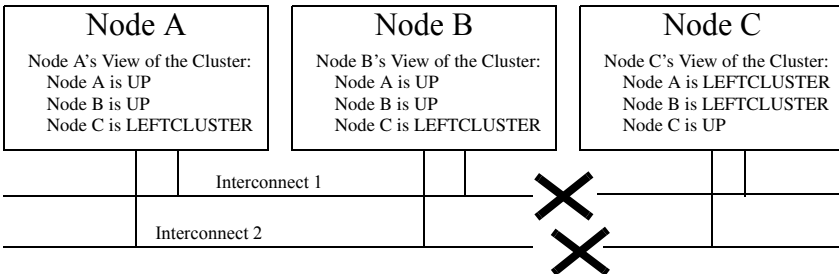 Node A
Node A's View of the Cluster:
Node A is UP
Node B is UP
Node C is LEFTCLUSTER
Node B
Node B's View of the Cluster:
Node A is UP
Node B is UP
Node C is LEFTCLUSTER
Node C
Node C's View of the Cluster:
Node A is LEFTCLUSTER
Node B is LEFTCLUSTER
Node C is UP
Interconnect 1
Interconnect 2